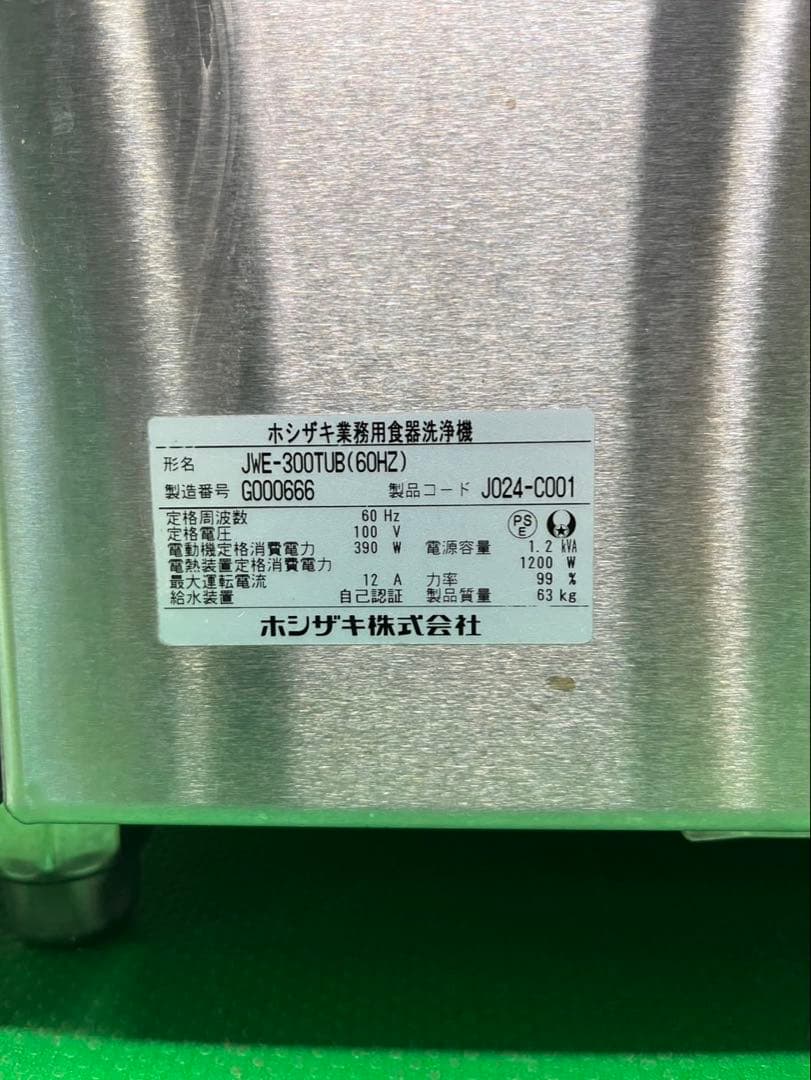 ホシザキ業務用食器洗浄機
形名 JWE-300TUB(60HZ)
製造番号 G000666 製品コード J024-C001
定格周波数 60 Hz
定格電圧 100 V
PS E
電動機定格消費電力 390 W 電源容量 1.2 kVA
電熱装置定格消費電力 1200 W
最大運転電流 12 A 力率 99 %
給水装置 自己認証 製品質量 63 kg
ホシザキ株式会社